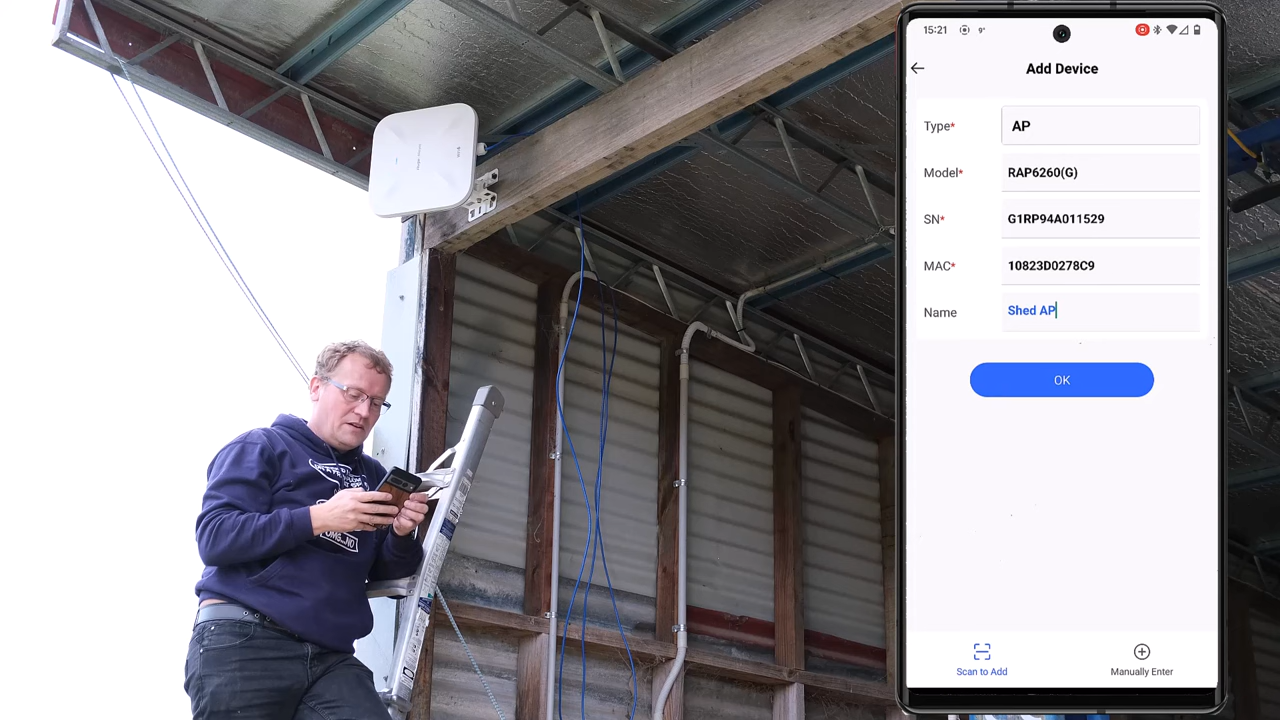 15:21
9°
Add Device
Type*
AP
Model*
RAP6260(G)
SN*
G1RP94A011529
MAC*
10823D0278C9
Name
Shed AP
OK
Scan to Add
Manually Enter